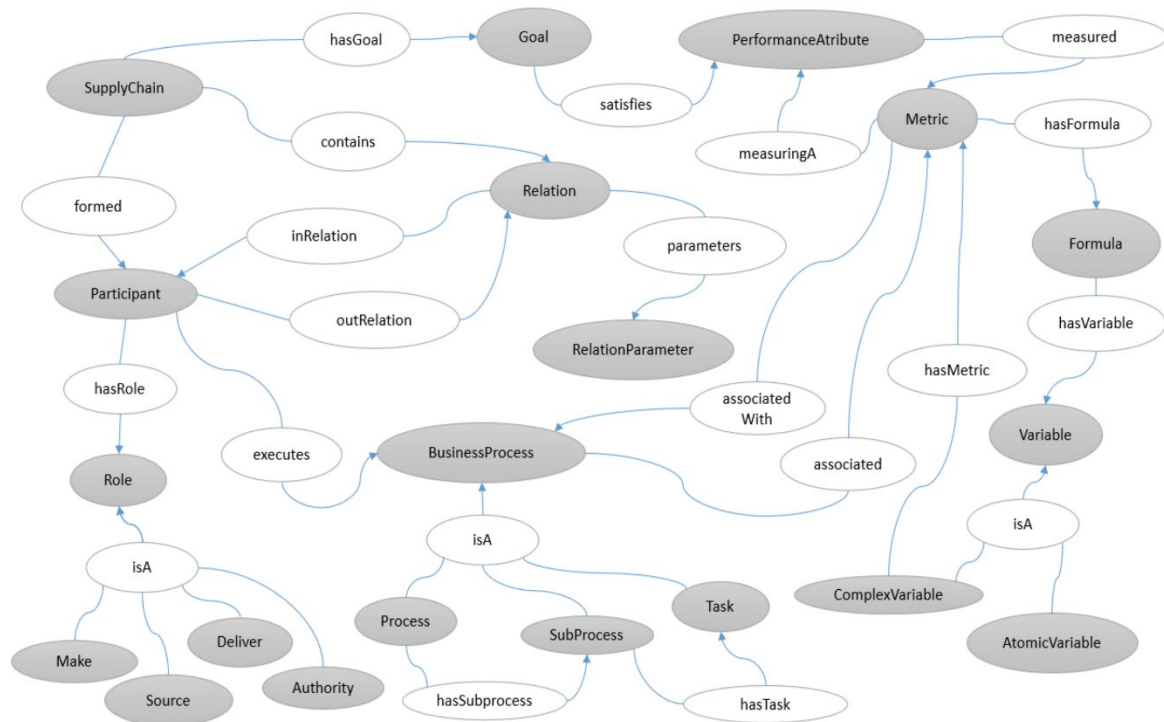 hasGoal
Goal
PerformanceAtribute
measured
SupplyChain
satisfies
Metric
hasFormula
contains
measuringA
formed
Relation
inRelation
parameters
Formula
Participant
outRelation
hasVariable
RelationParameter
hasMetric
hasRole
associated
With
Variable
executes
BusinessProcess
associated
Role
isA
isA
isA
ComplexVariable
Process
Task
SubProcess
Deliver
AtomicVariable
Make
Authority
Source
hasSubprocess
hasTask